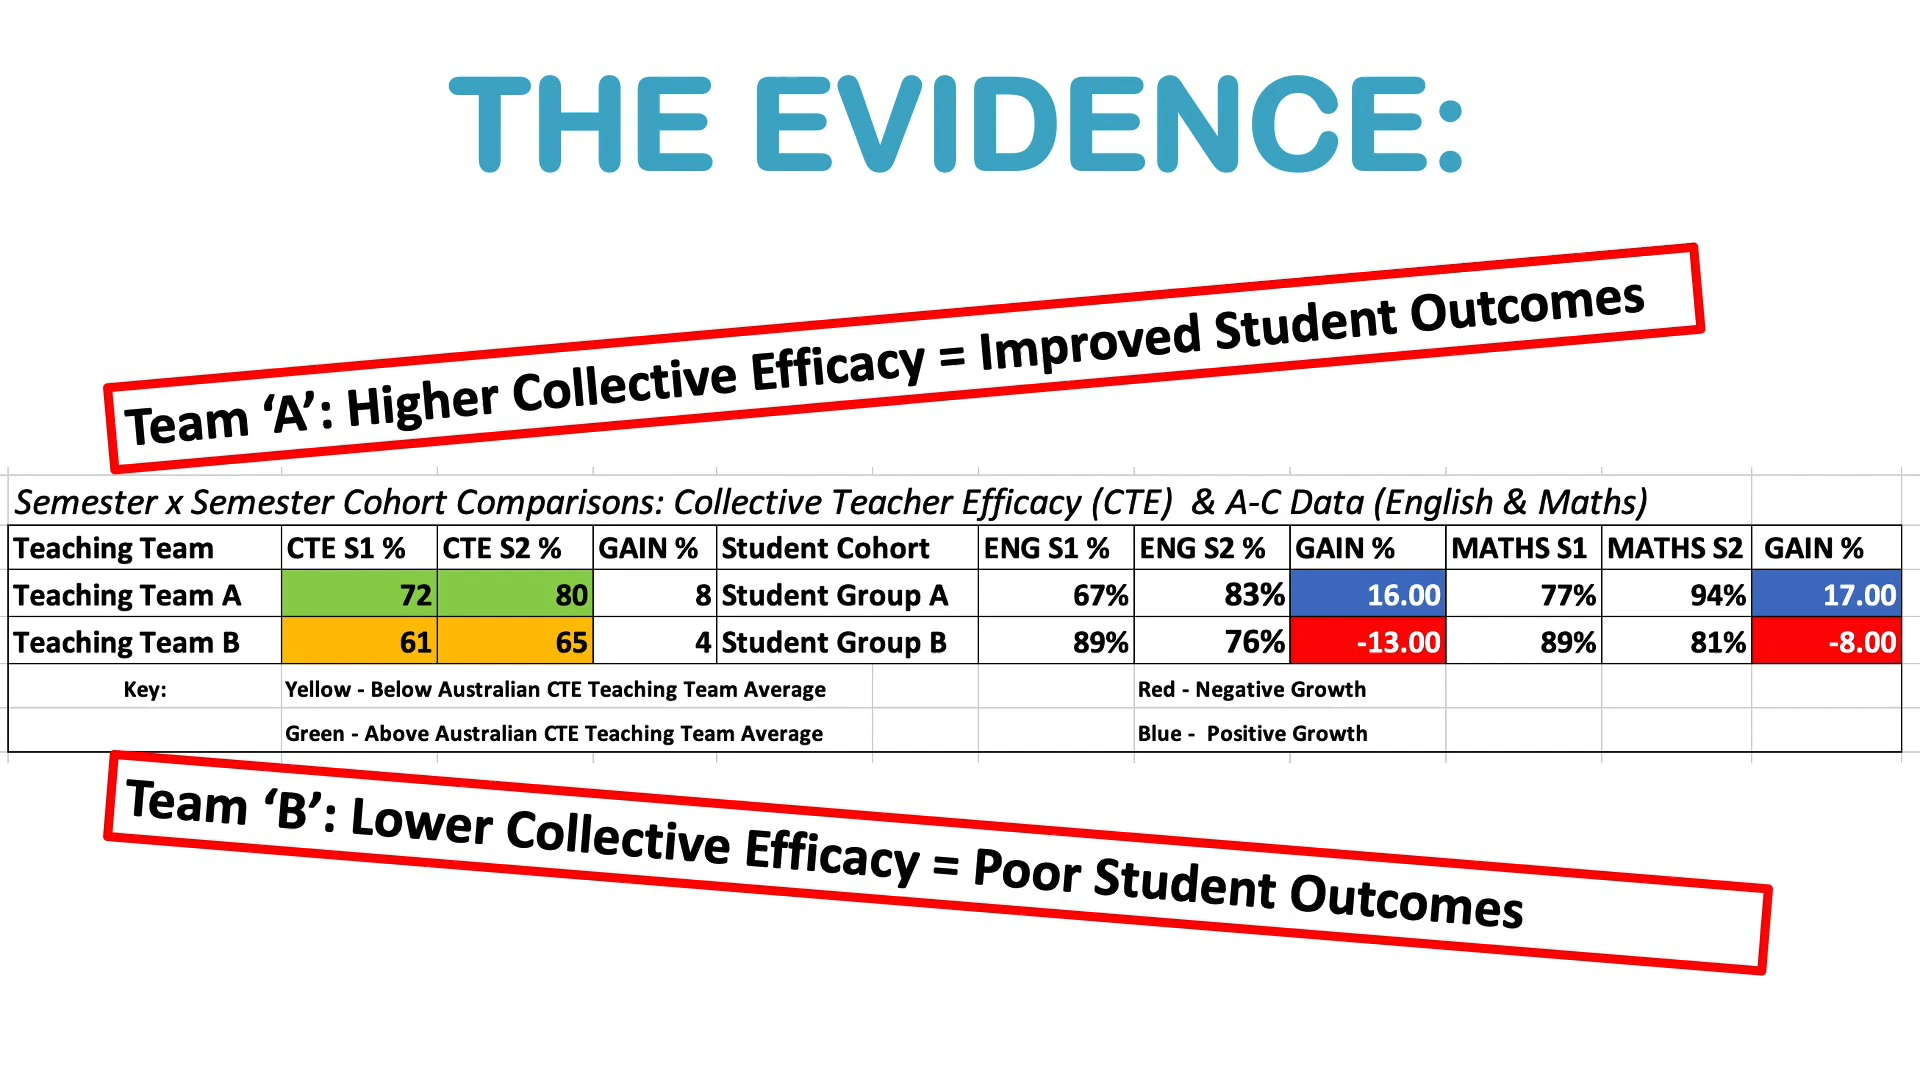 THE EVIDENCE:
Team ‘A’: Higher Collective Efficacy = Improved Student Outcomes
Semester x Semester Cohort Comparisons: Collective Teacher Efficacy (CTE) & A-C Data (English & Maths)
Teaching Team CTE S1 % CTE S2 % GAIN % Student Cohort ENG S1 % ENG S2 % GAIN % MATHS S1 MATHS S2 GAIN %
Teaching Team A 72 80 8 Student Group A 67% 83% 16.00 77% 94% 17.00
Teaching Team B 61 65 4 Student Group B 89% 76% -13.00 89% 81% -8.00
Key: Yellow - Below Australian CTE Teaching Team Average Red - Negative Growth
Green - Above Australian CTE Teaching Team Average Blue - Positive Growth
Team ‘B’: Lower Collective Efficacy = Poor Student Outcomes